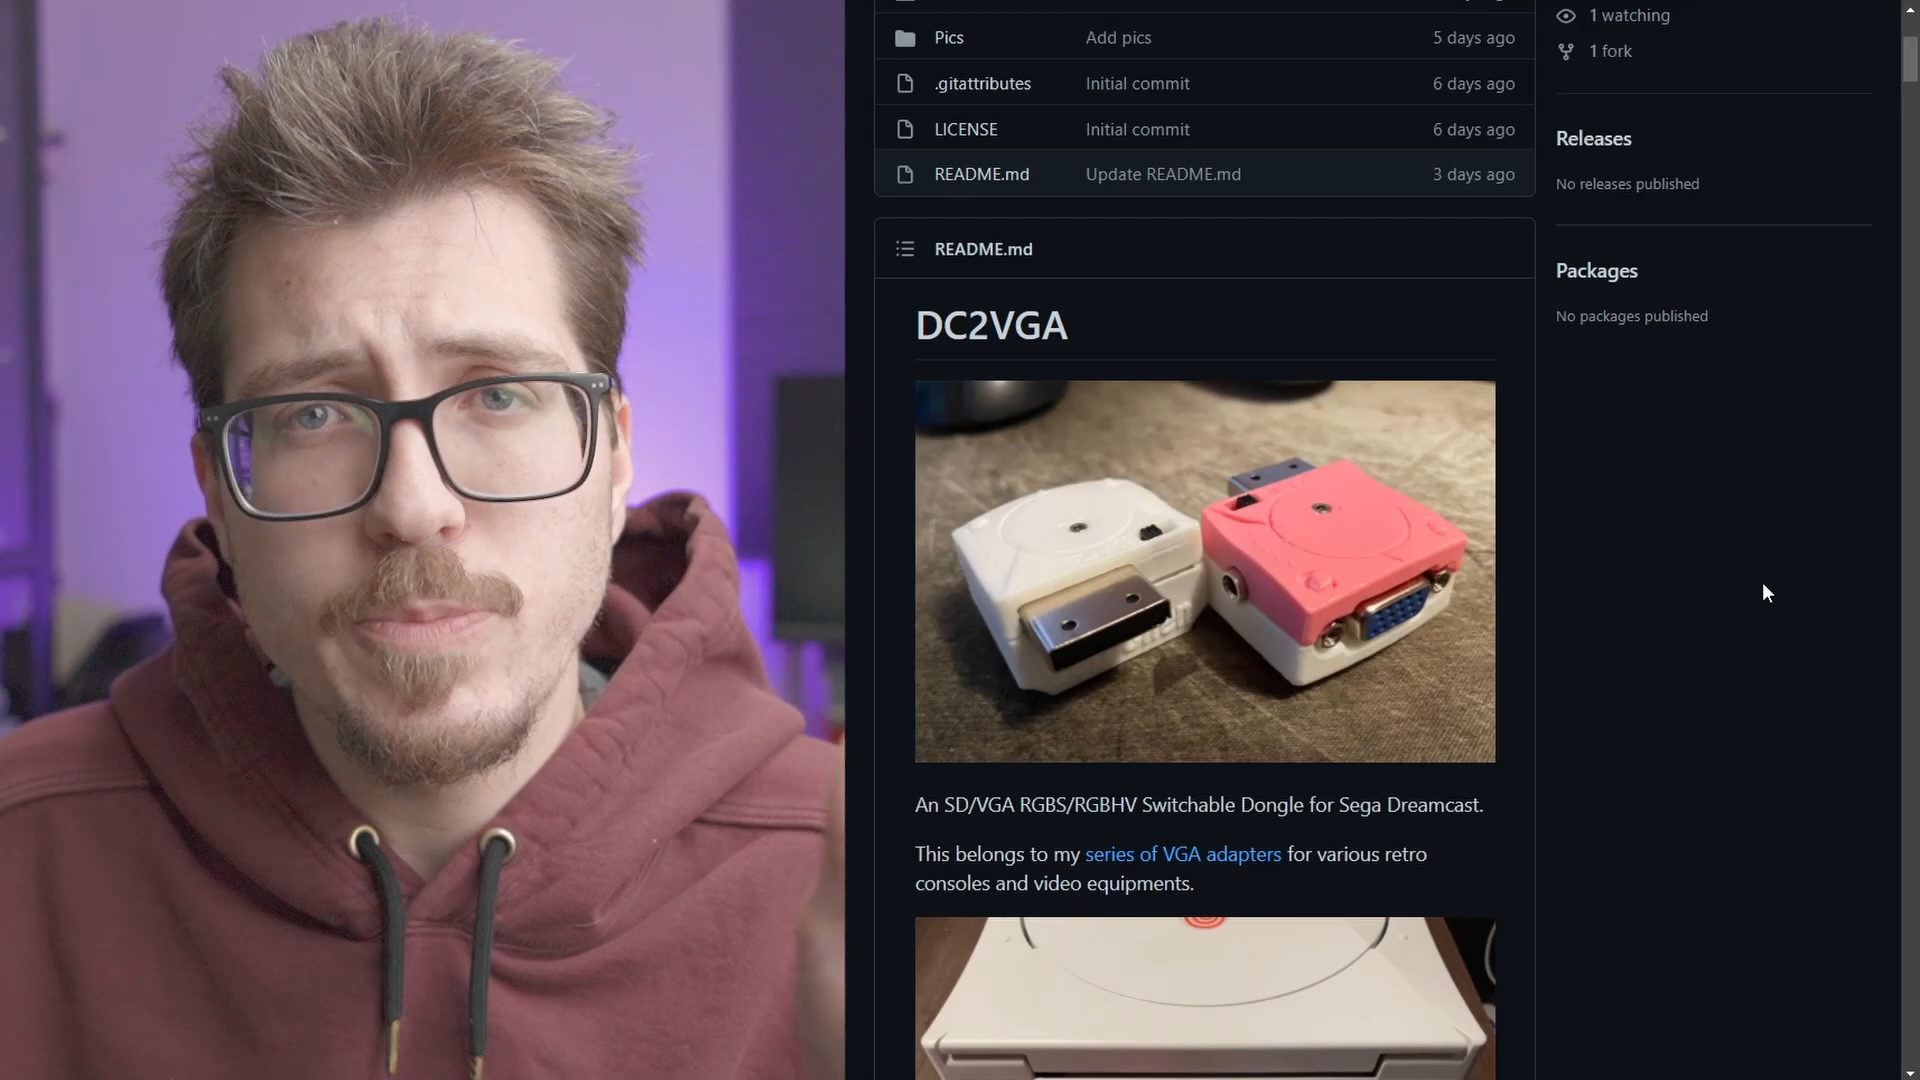 1 watching
Pics Add pics 5 days ago
1 fork
.gitattributes Initial commit 6 days ago
LICENSE Initial commit 6 days ago
Releases
README.md Update README.md 3 days ago
No releases published
README.md
Packages
No packages published
DC2VGA
An SD/VGA RGBS/RGBHV Switchable Dongle for Sega Dreamcast.
This belongs to my series of VGA adapters for various retro
consoles and video equipments.